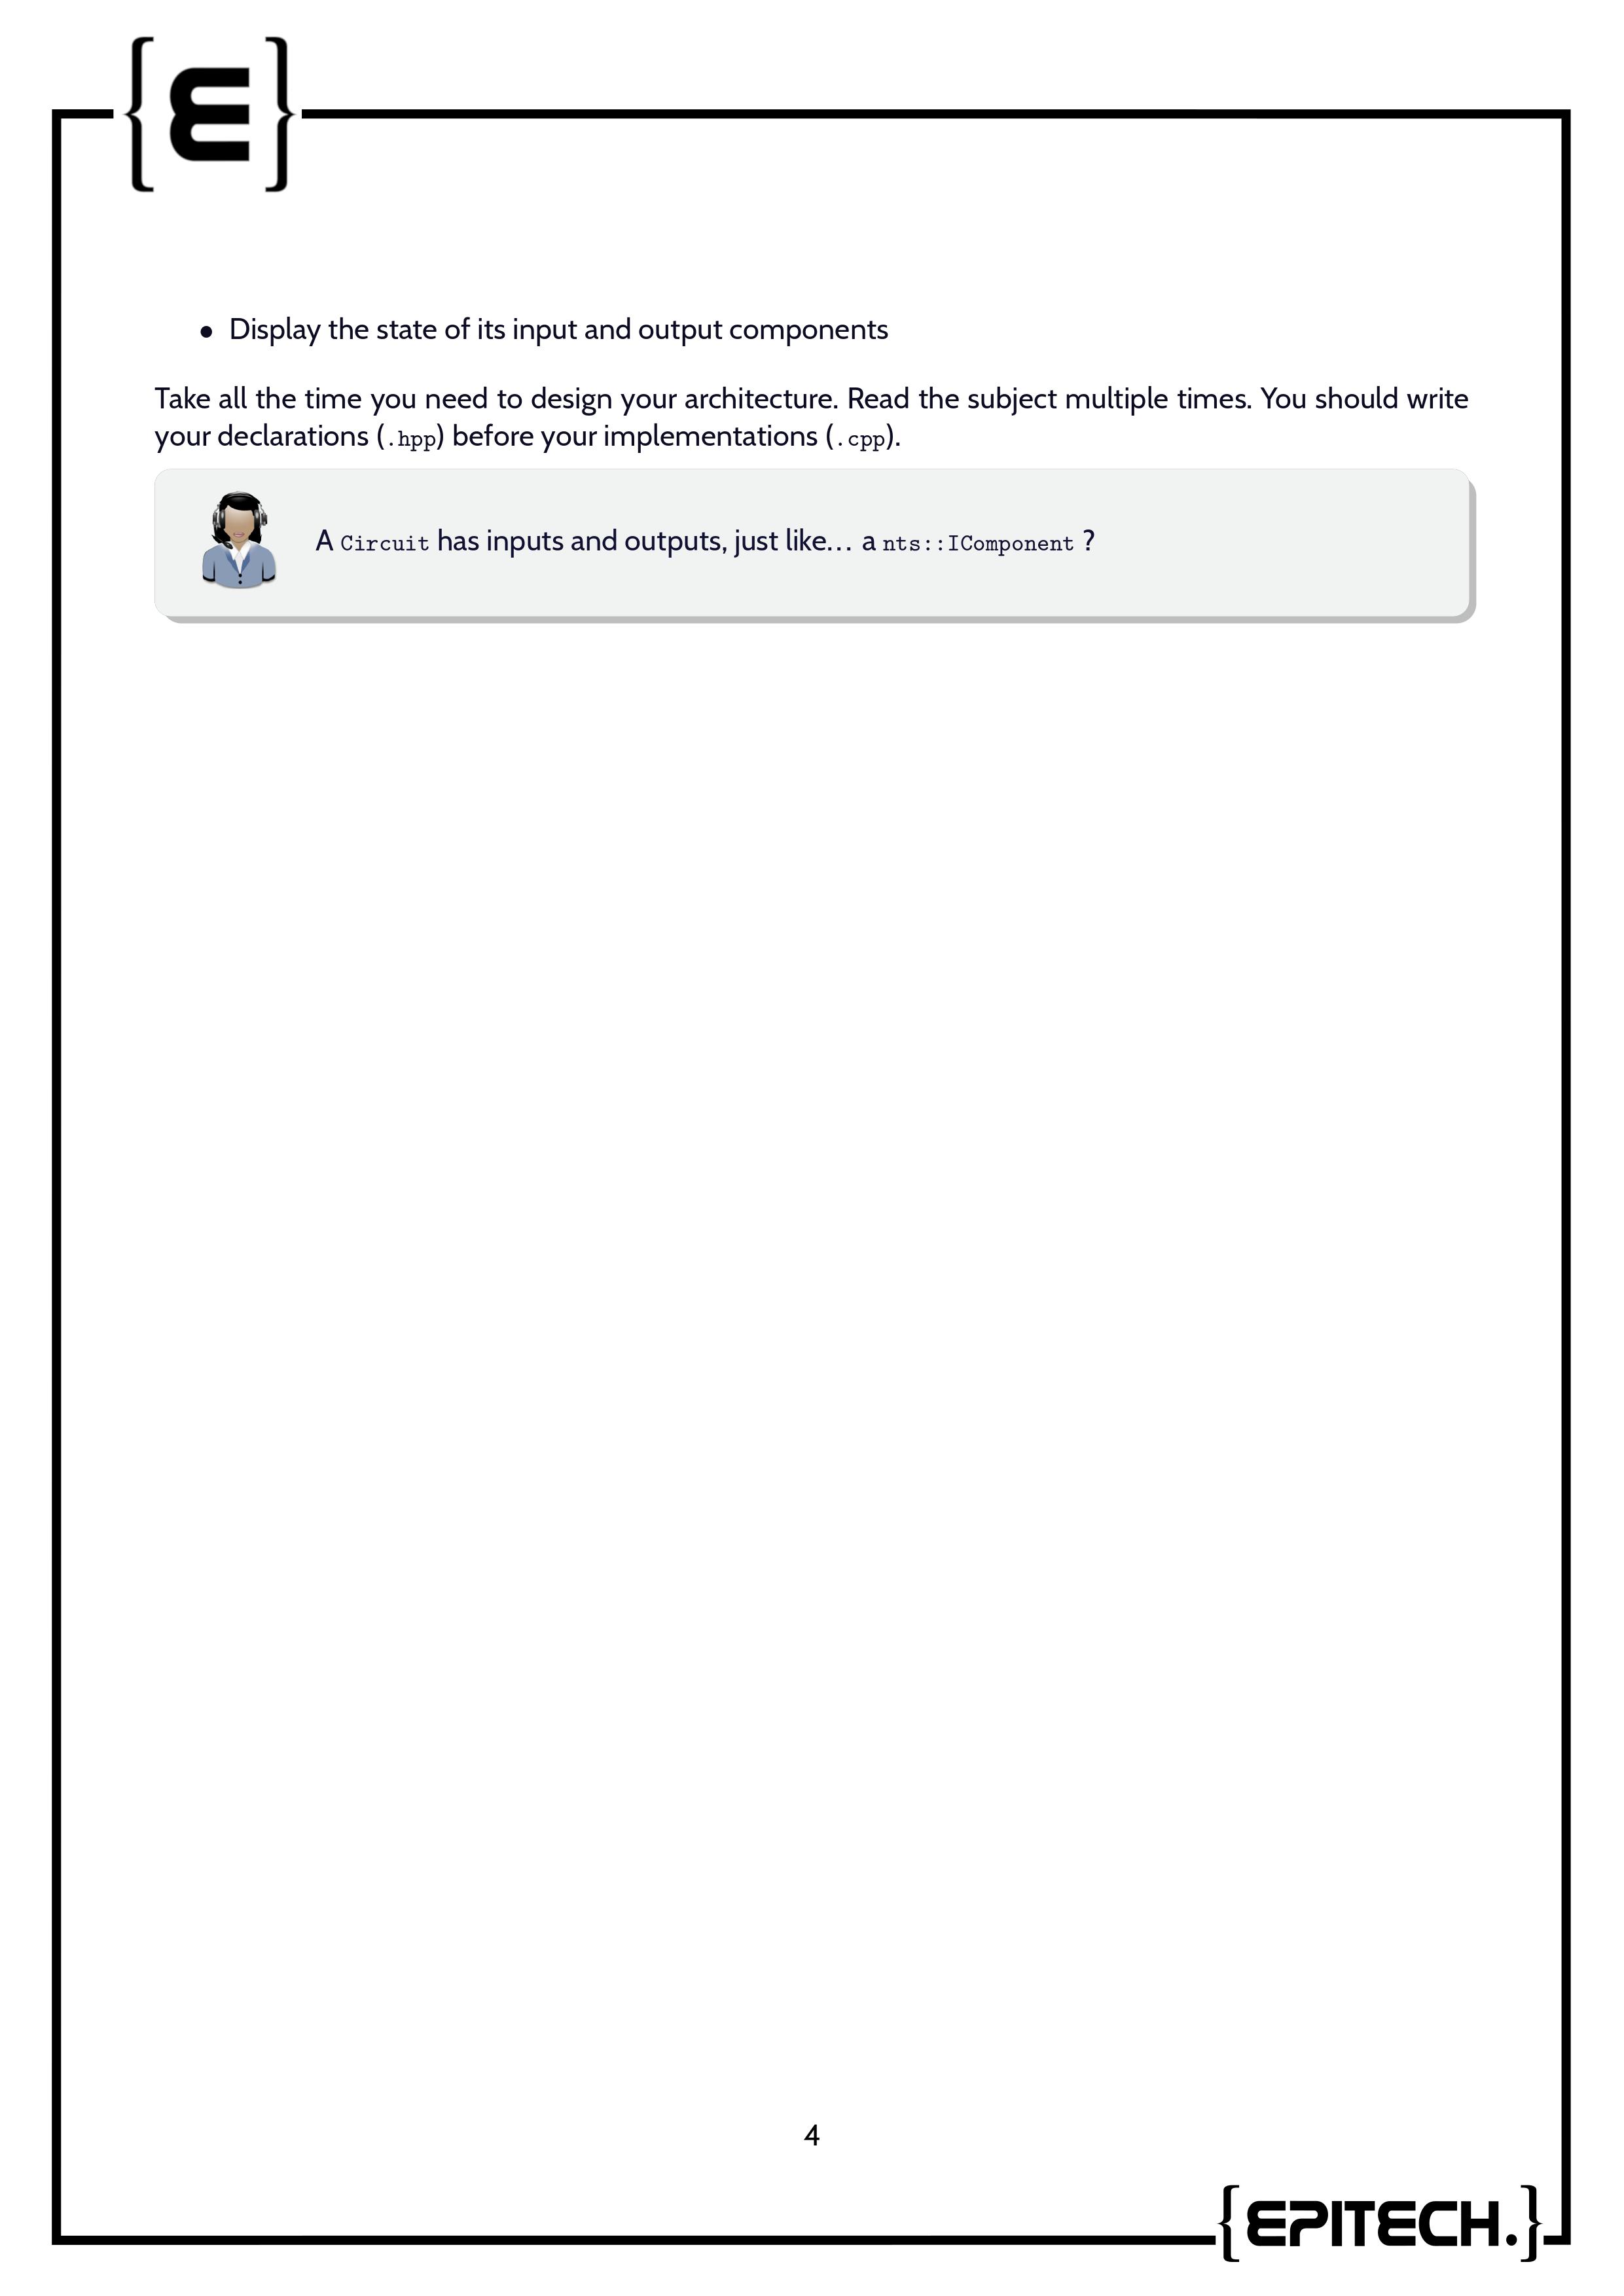 {E}
• Display the state of its input and output components
Take all the time you need to design your architecture. Read the subject multiple times. You should write
your declarations (.hpp) before your implementations (.cpp).
A Circuit has inputs and outputs, just like... a nts::IComponent ?
4
{EPITECH.}